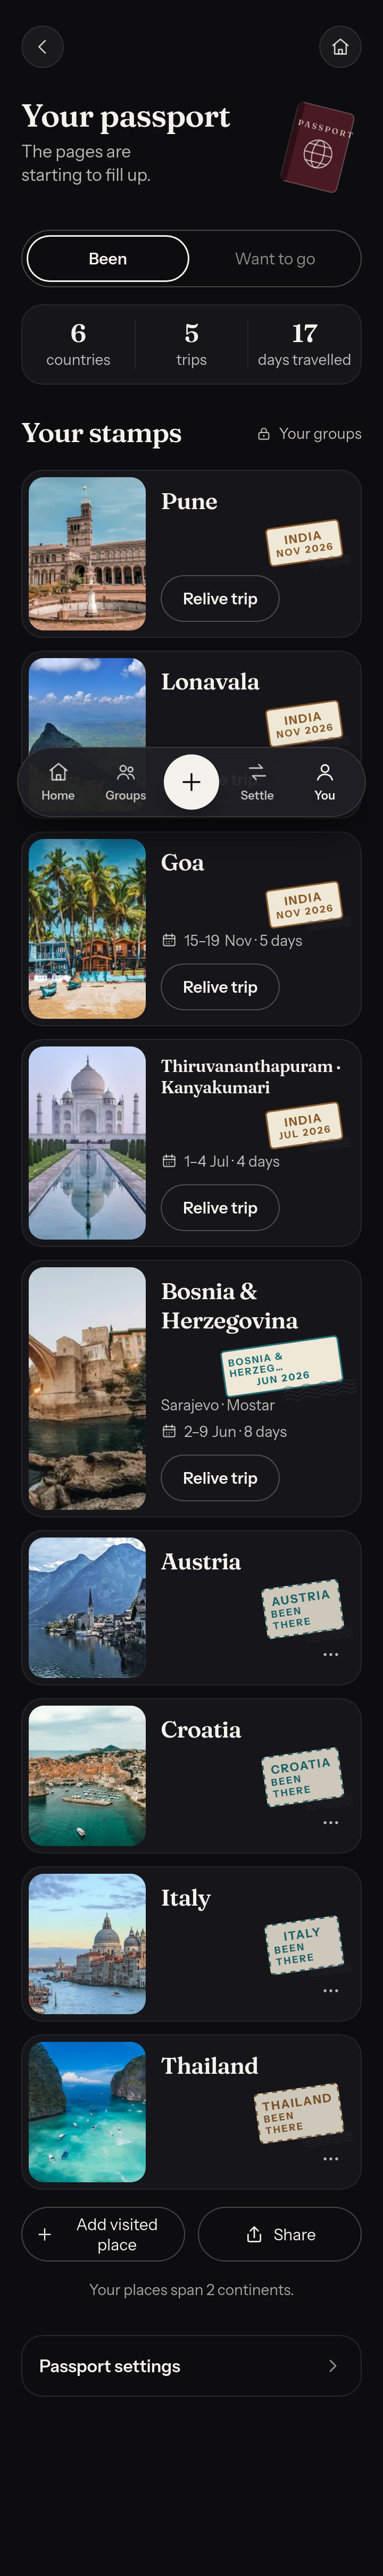 Your passport
PASSPORT
The pages are
starting to fill up.
Been
Want to go
6
countries
5
trips
17
days travelled
Your stamps
Your groups
Pune
INDIA
NOV 2026
Relive trip
Lonavala
INDIA
NOV 2026
Home
Groups
Settle
You
Goa
INDIA
NOV 2026
15–19 Nov · 5 days
Relive trip
Thiruvananthapuram ·
Kanyakumari
INDIA
JUL 2026
1–4 Jul · 4 days
Relive trip
Bosnia &
Herzegovina
BOSNIA &
HERZEG…
JUN 2026
Sarajevo · Mostar
2–9 Jun · 8 days
Relive trip
Austria
AUSTRIA
BEEN
THERE
Croatia
CROATIA
BEEN
THERE
Italy
ITALY
BEEN
THERE
Thailand
THAILAND
BEEN
THERE
Add visited
place
Share
Your places span 2 continents.
Passport settings